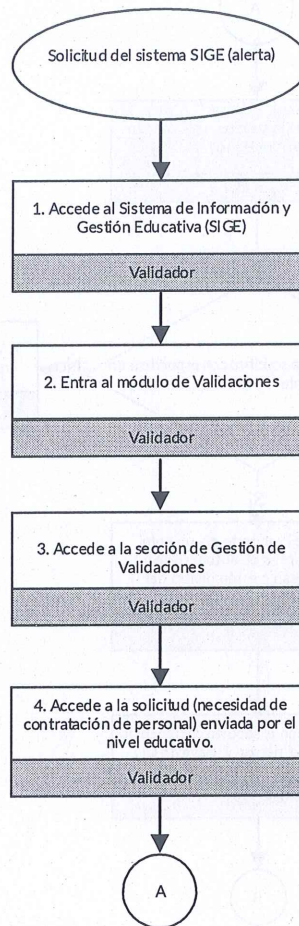 Solicitud del sistema SIGE (alerta)
1. Accede al Sistema de Información y
Gestión Educativa (SIGE)
Validador
2. Entra al módulo de Validaciones
Validador
3. Accede a la sección de Gestión de
Validaciones
Validador
4. Accede a la solicitud (necesidad de
contratación de personal) enviada por el
nivel educativo.
Validador
A